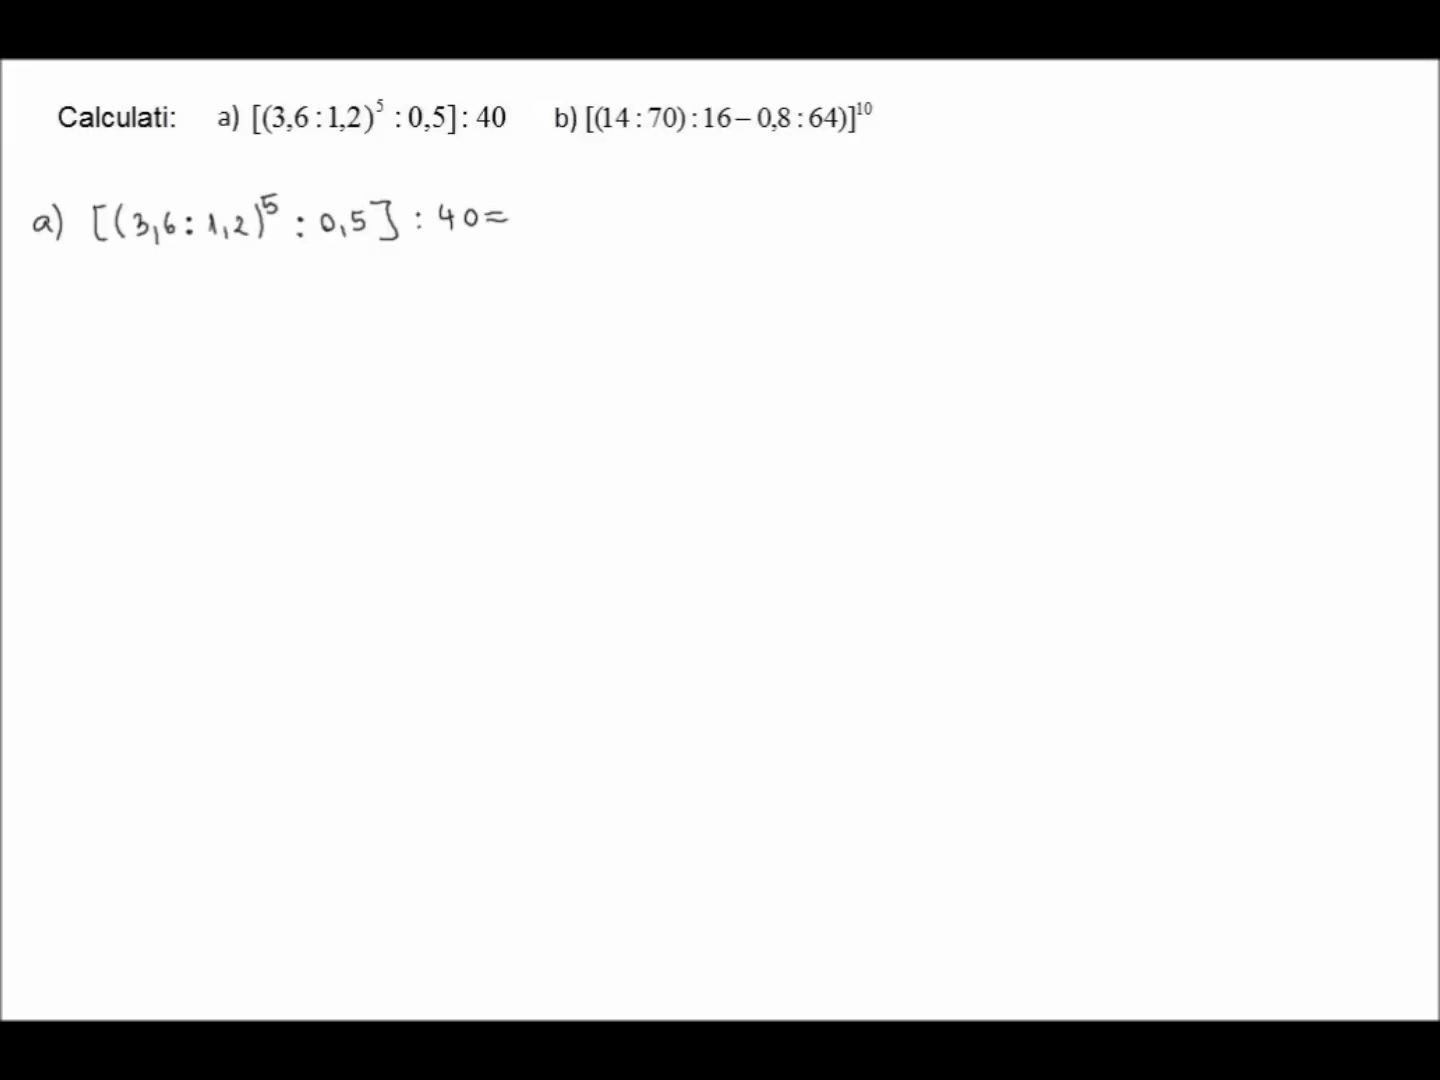 Calculati: a) [(3,6 : 1,2)⁵ : 0,5] : 40 b) [(14 : 70) : 16 − 0,8 : 64)]¹⁰
a) [(3,6 : 1,2)⁵ : 0,5] : 40 =